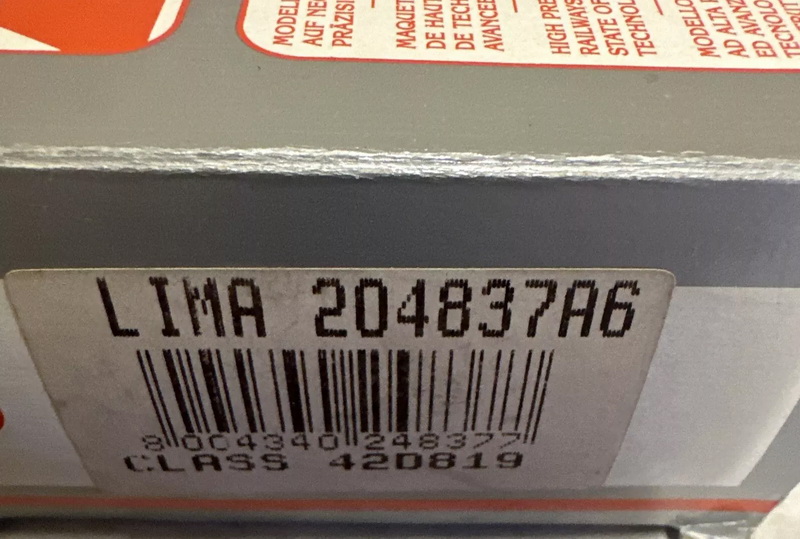 MODELL
AUF NE
PRÄZISI
MAQUET
DE HAUT
DE TECH
AVANCEE
HIGH PRE
RAILWAYS
STATE OF
TECHNOL
MODELLO
AD ALTA
ED AVANZ
TECNOLO
LIMA 204837A6
8 004340 248377
CLASS 42D819